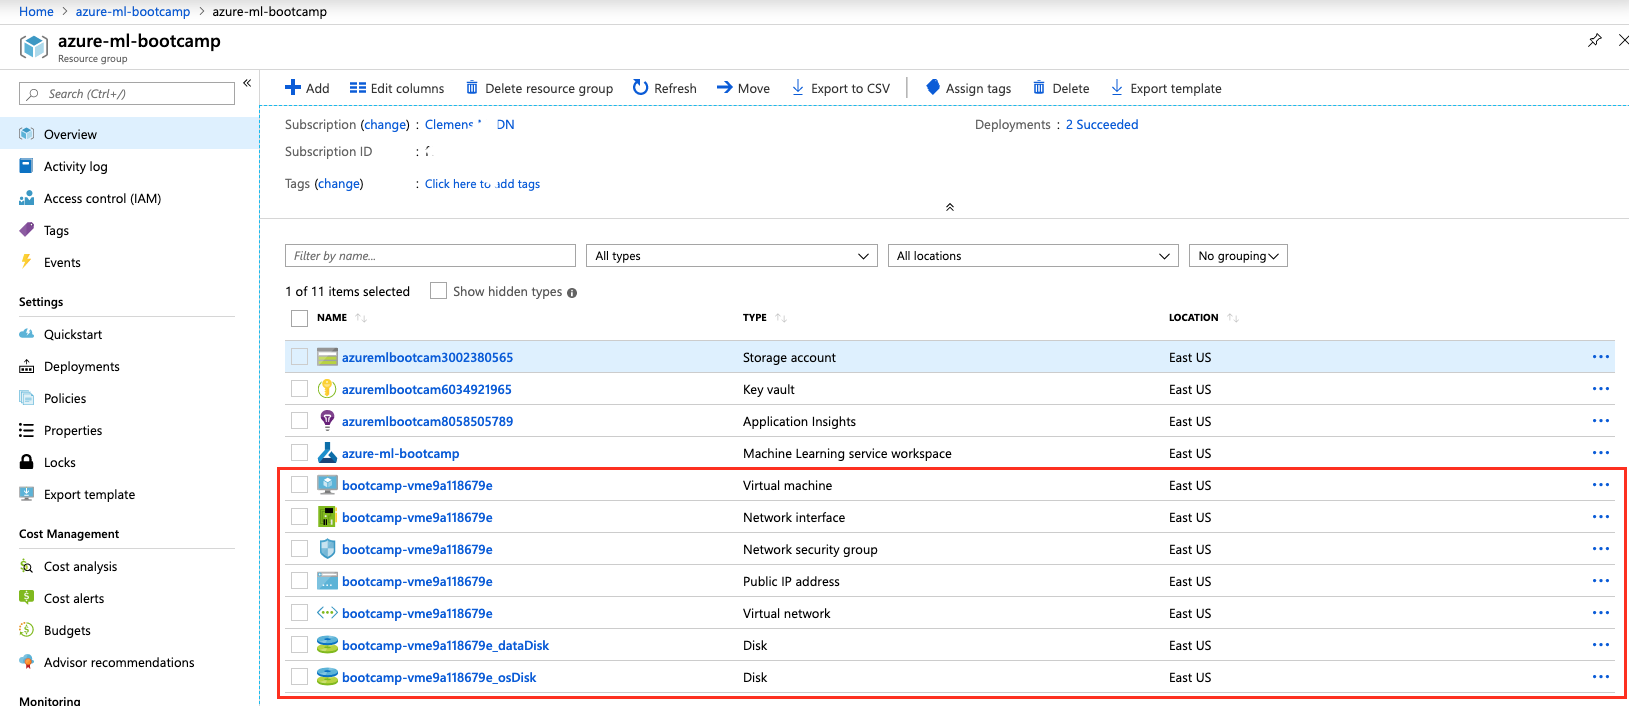 Home > azure-ml-bootcamp > azure-ml-bootcamp
azure-ml-bootcamp
Resource group
Search (Ctrl+/)
«
Overview
Activity log
Access control (IAM)
Tags
Events
Settings
Quickstart
Deployments
Policies
Properties
Locks
Export template
Cost Management
Cost analysis
Cost alerts
Budgets
Advisor recommendations
Monitoring
Add Edit columns Delete resource group Refresh Move Export to CSV Assign tags Delete Export template
Subscription (change) : Clemens DN
Deployments : 2 Succeeded
Subscription ID :
Tags (change) : Click here to add tags
Filter by name... All types All locations No grouping
1 of 11 items selected Show hidden types
NAME TYPE LOCATION
azuremlbootcam3002380565 Storage account East US ...
azuremlbootcam6034921965 Key vault East US ...
azuremlbootcam8058505789 Application Insights East US ...
azure-ml-bootcamp Machine Learning service workspace East US ...
bootcamp-vme9a118679e Virtual machine East US ...
bootcamp-vme9a118679e Network interface East US ...
bootcamp-vme9a118679e Network security group East US ...
bootcamp-vme9a118679e Public IP address East US ...
bootcamp-vme9a118679e Virtual network East US ...
bootcamp-vme9a118679e_dataDisk Disk East US ...
bootcamp-vme9a118679e_osDisk Disk East US ...